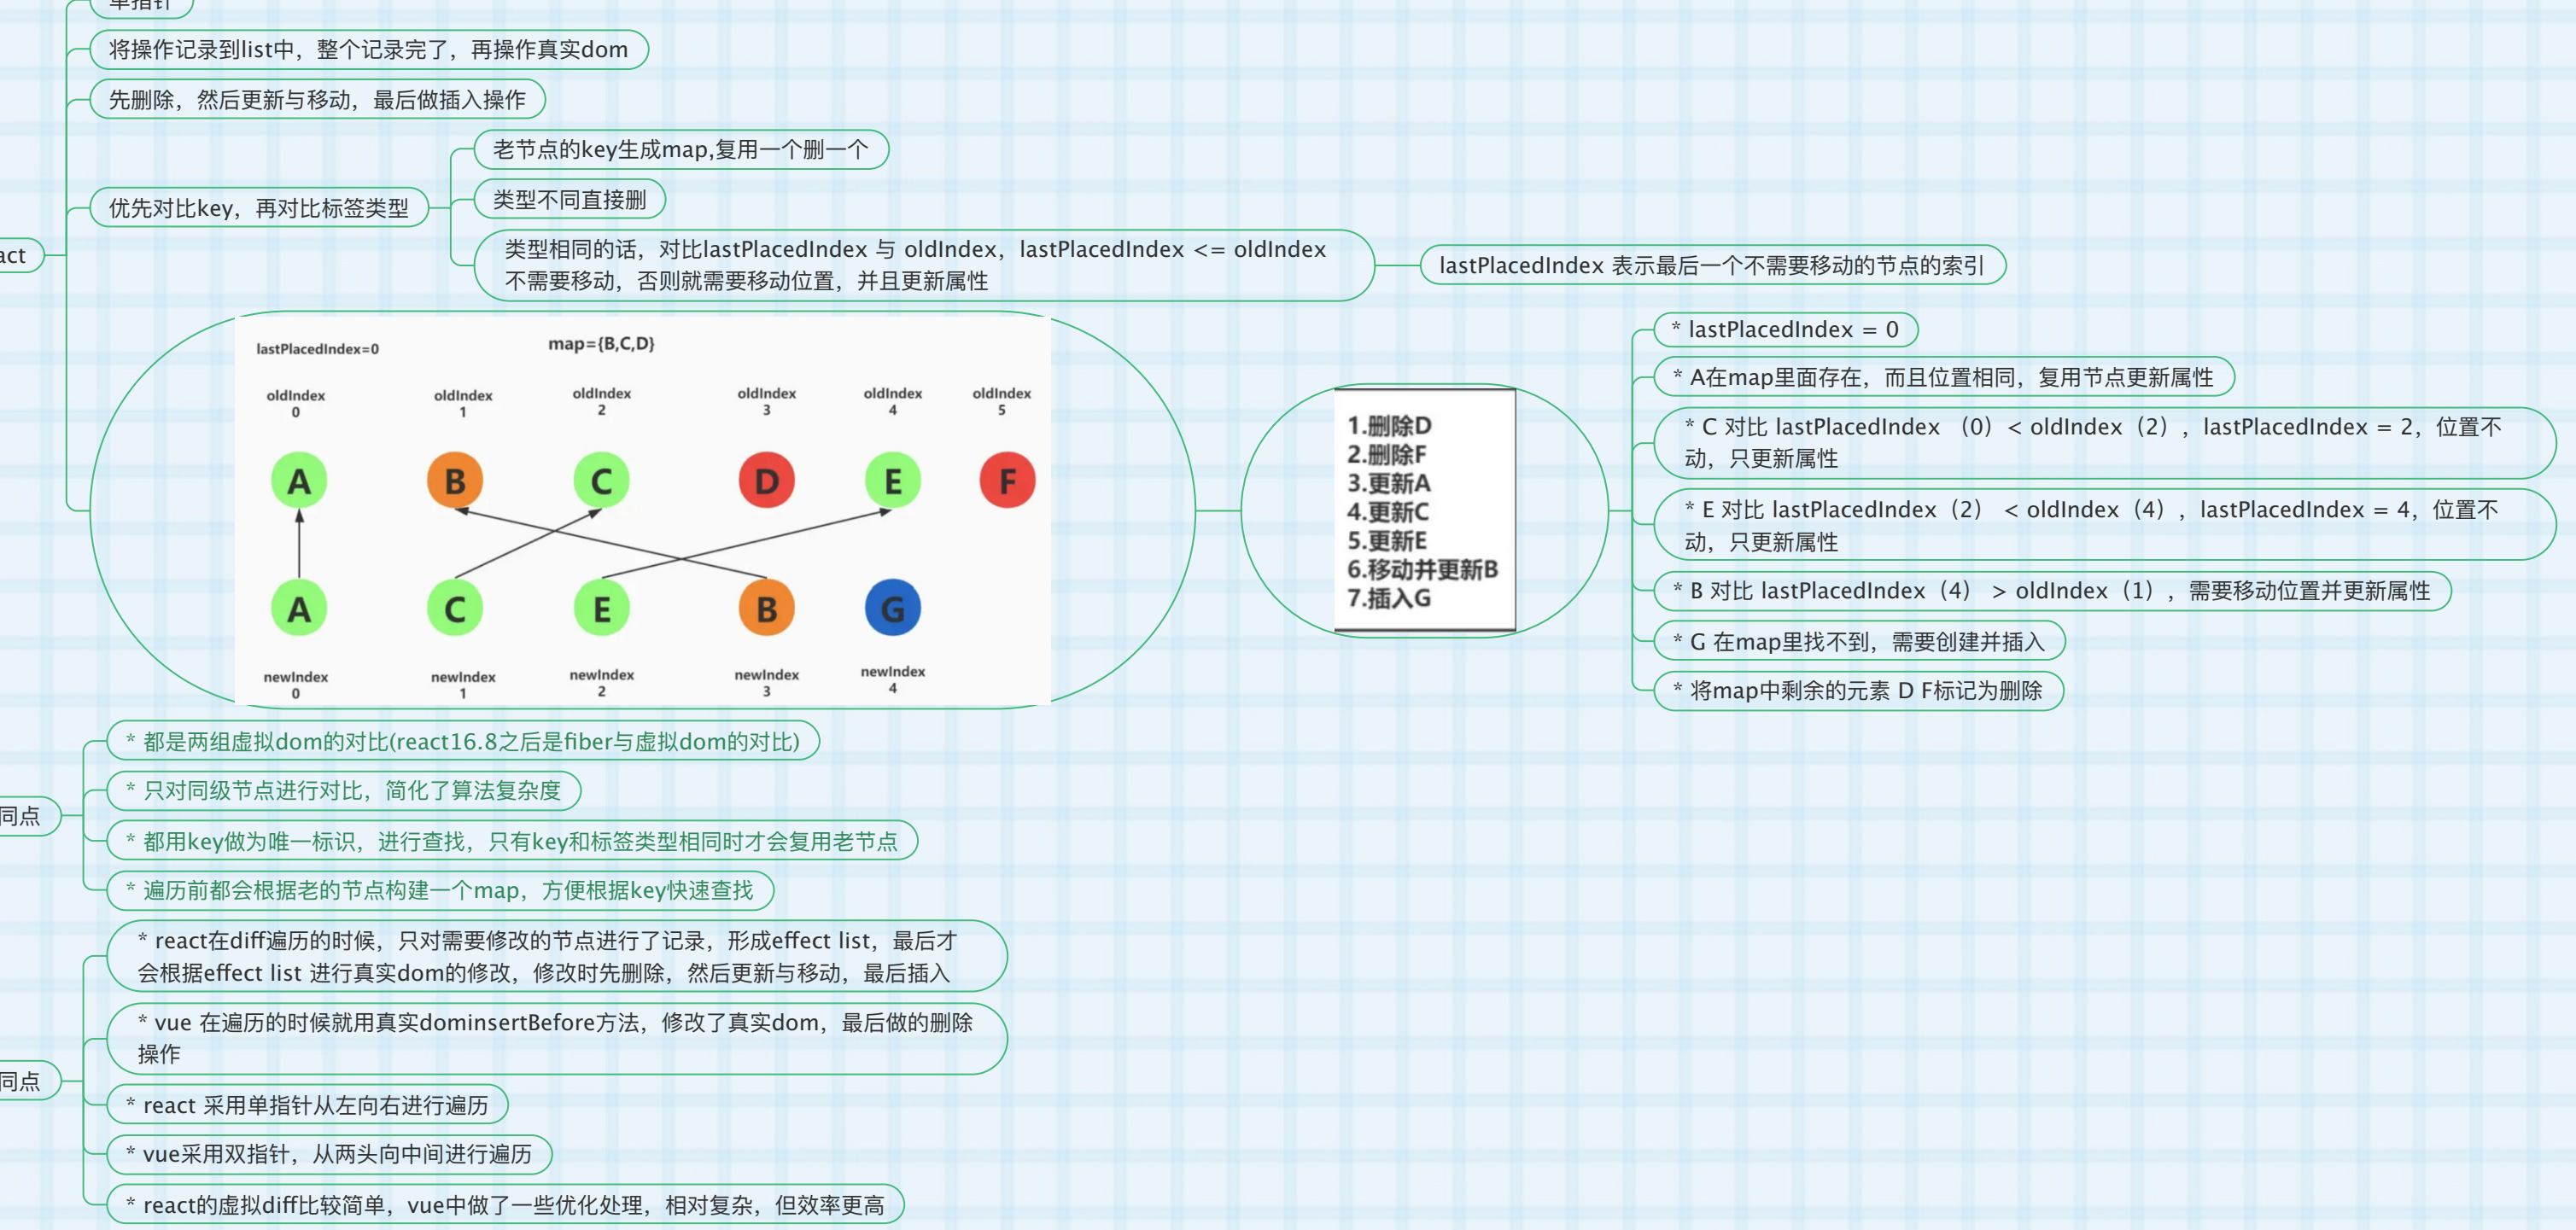 单指针
将操作记录到list中，整个记录完了，再操作真实dom
先删除，然后更新与移动，最后做插入操作
act
优先对比key，再对比标签类型
老节点的key生成map,复用一个删一个
类型不同直接删
类型相同的话，对比lastPlacedIndex 与 oldIndex，lastPlacedIndex <= oldIndex
不需要移动，否则就需要移动位置，并且更新属性
lastPlacedIndex 表示最后一个不需要移动的节点的索引
lastPlacedIndex=0
map={B,C,D}
oldIndex oldIndex oldIndex oldIndex oldIndex oldIndex
0 1 2 3 4 5
A B C D E F
A C E B G
newIndex newIndex newIndex newIndex newIndex
0 1 2 3 4
1.删除D
2.删除F
3.更新A
4.更新C
5.更新E
6.移动并更新B
7.插入G
* lastPlacedIndex = 0
* A在map里面存在，而且位置相同，复用节点更新属性
* C 对比 lastPlacedIndex （0）< oldIndex（2）, lastPlacedIndex = 2，位置不
动，只更新属性
* E 对比 lastPlacedIndex（2） < oldIndex（4）, lastPlacedIndex = 4，位置不
动，只更新属性
* B 对比 lastPlacedIndex（4） > oldIndex（1）, 需要移动位置并更新属性
* G 在map里找不到，需要创建并插入
* 将map中剩余的元素 D F标记为删除
同点
* 都是两组虚拟dom的对比(react16.8之后是fiber与虚拟dom的对比)
* 只对同级节点进行对比，简化了算法复杂度
* 都用key做为唯一标识，进行查找，只有key和标签类型相同时才会复用老节点
* 遍历前都会根据老的节点构建一个map，方便根据key快速查找
同点
* react在diff遍历的时候，只对需要修改的节点进行了记录，形成effect list，最后才
会根据effect list 进行真实dom的修改，修改时先删除，然后更新与移动，最后插入
* vue 在遍历的时候就用真实dominsertBefore方法，修改了真实dom，最后做的删除
操作
* react 采用单指针从左向右进行遍历
* vue采用双指针，从两头向中间进行遍历
* react的虚拟diff比较简单，vue中做了一些优化处理，相对复杂，但效率更高